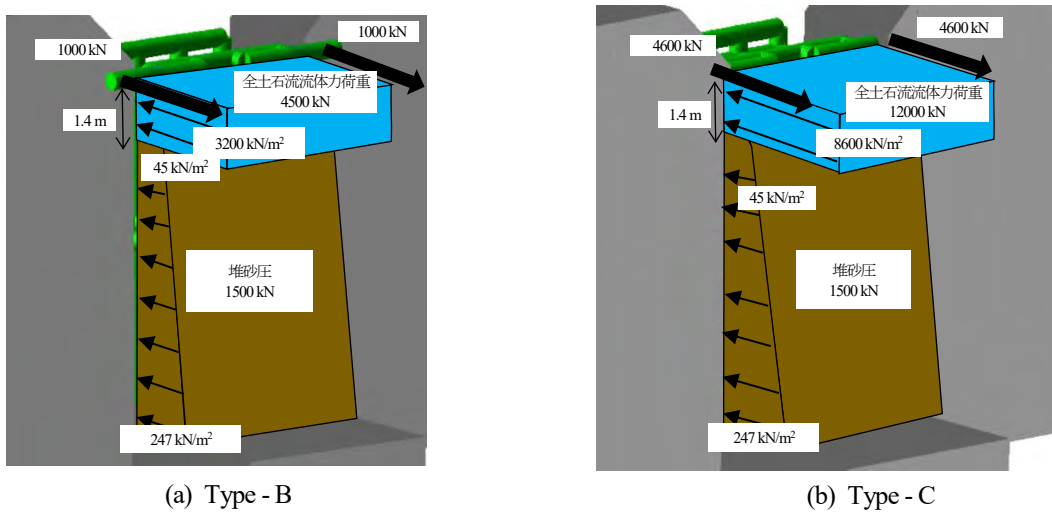 1000 kN
1000 kN
全土石流流体力荷重
4500 kN
1.4 m
3200 kN/m²
45 kN/m²
堆砂圧
1500 kN
247 kN/m²
(a) Type - B
4600 kN
4600 kN
全土石流流体力荷重
12000 kN
1.4 m
8600 kN/m²
45 kN/m²
堆砂圧
1500 kN
247 kN/m²
(b) Type - C